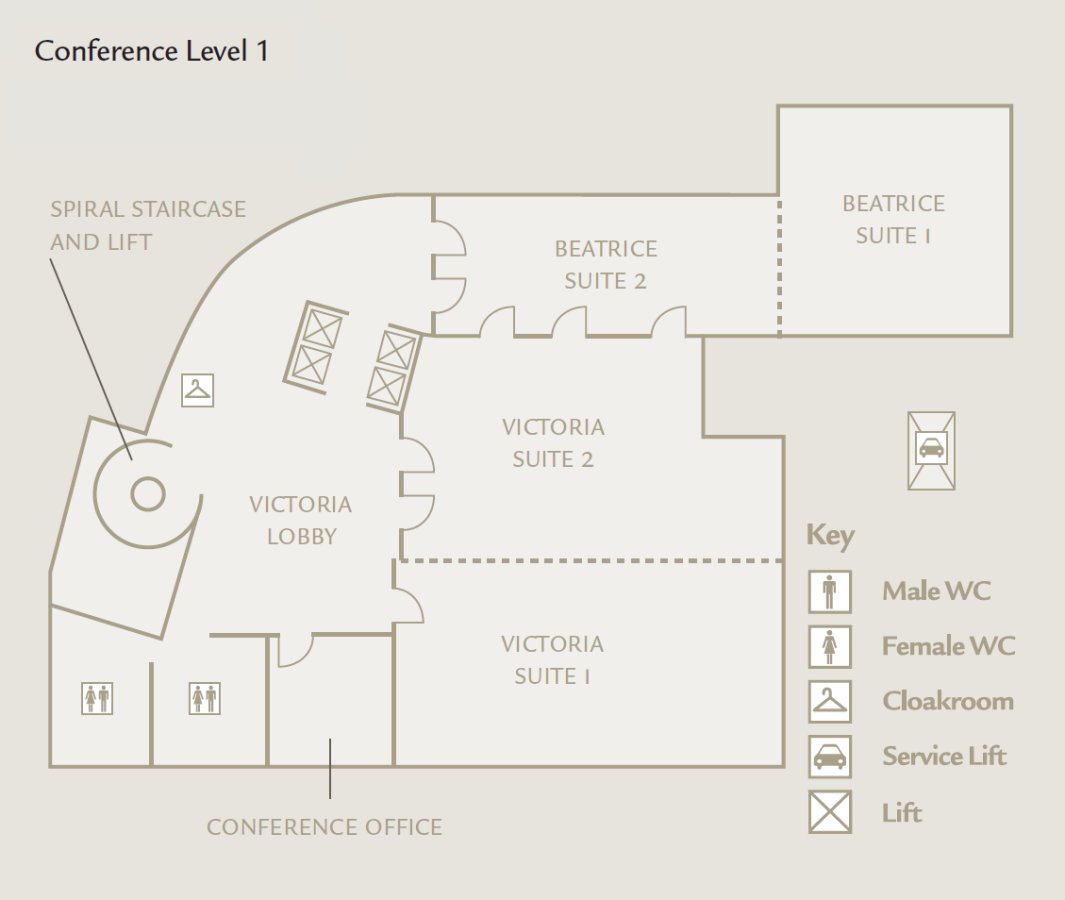 Conference Level 1
SPIRAL STAIRCASE
AND LIFT
BEATRICE
SUITE 1
BEATRICE
SUITE 2
VICTORIA
SUITE 2
VICTORIA
LOBBY
VICTORIA
SUITE 1
CONFERENCE OFFICE
Key
Male WC
Female WC
Cloakroom
Service Lift
Lift